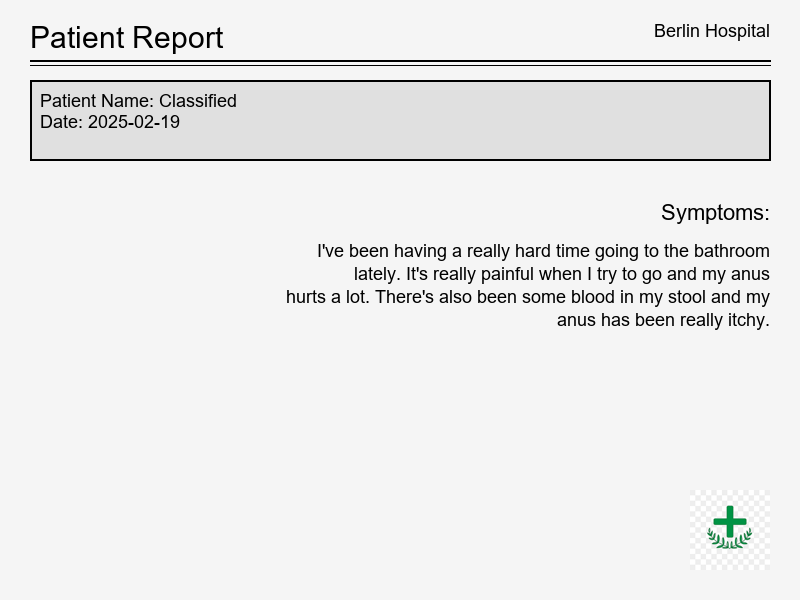 Patient Report
Berlin Hospital
Patient Name: Classified
Date: 2025-02-19
Symptoms:
I've been having a really hard time going to the bathroom
lately. It's really painful when I try to go and my anus
hurts a lot. There's also been some blood in my stool and my
anus has been really itchy.